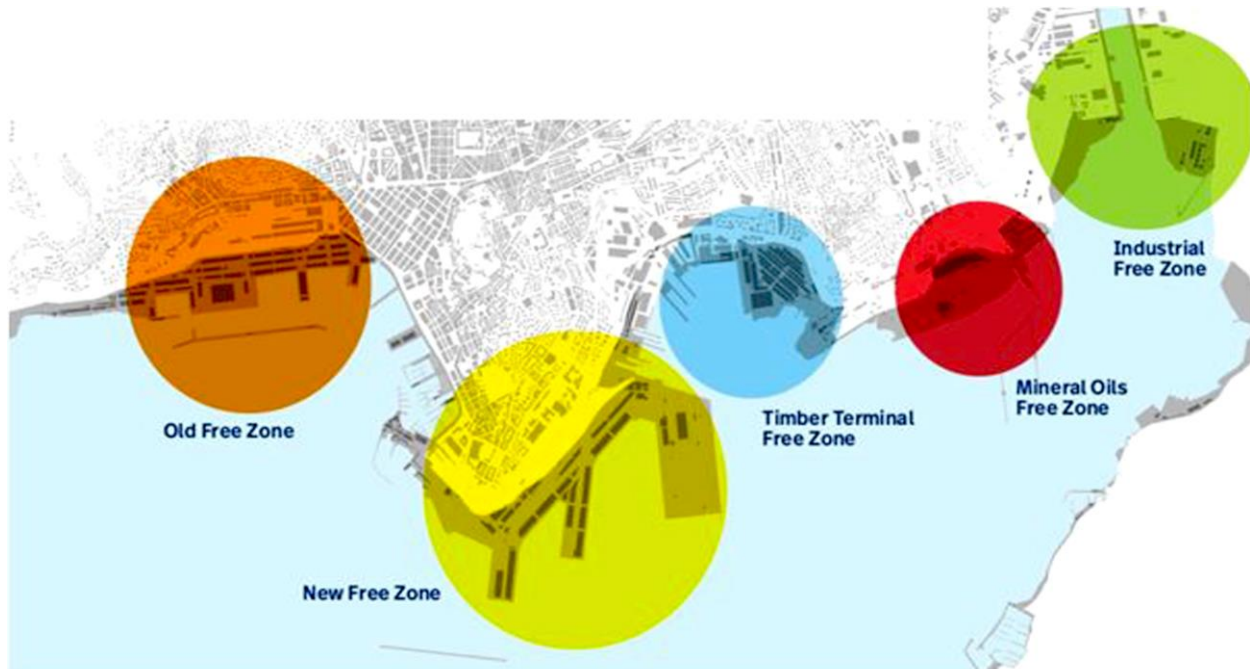 Old Free Zone
New Free Zone
Timber Terminal
Free Zone
Mineral Oils
Free Zone
Industrial
Free Zone